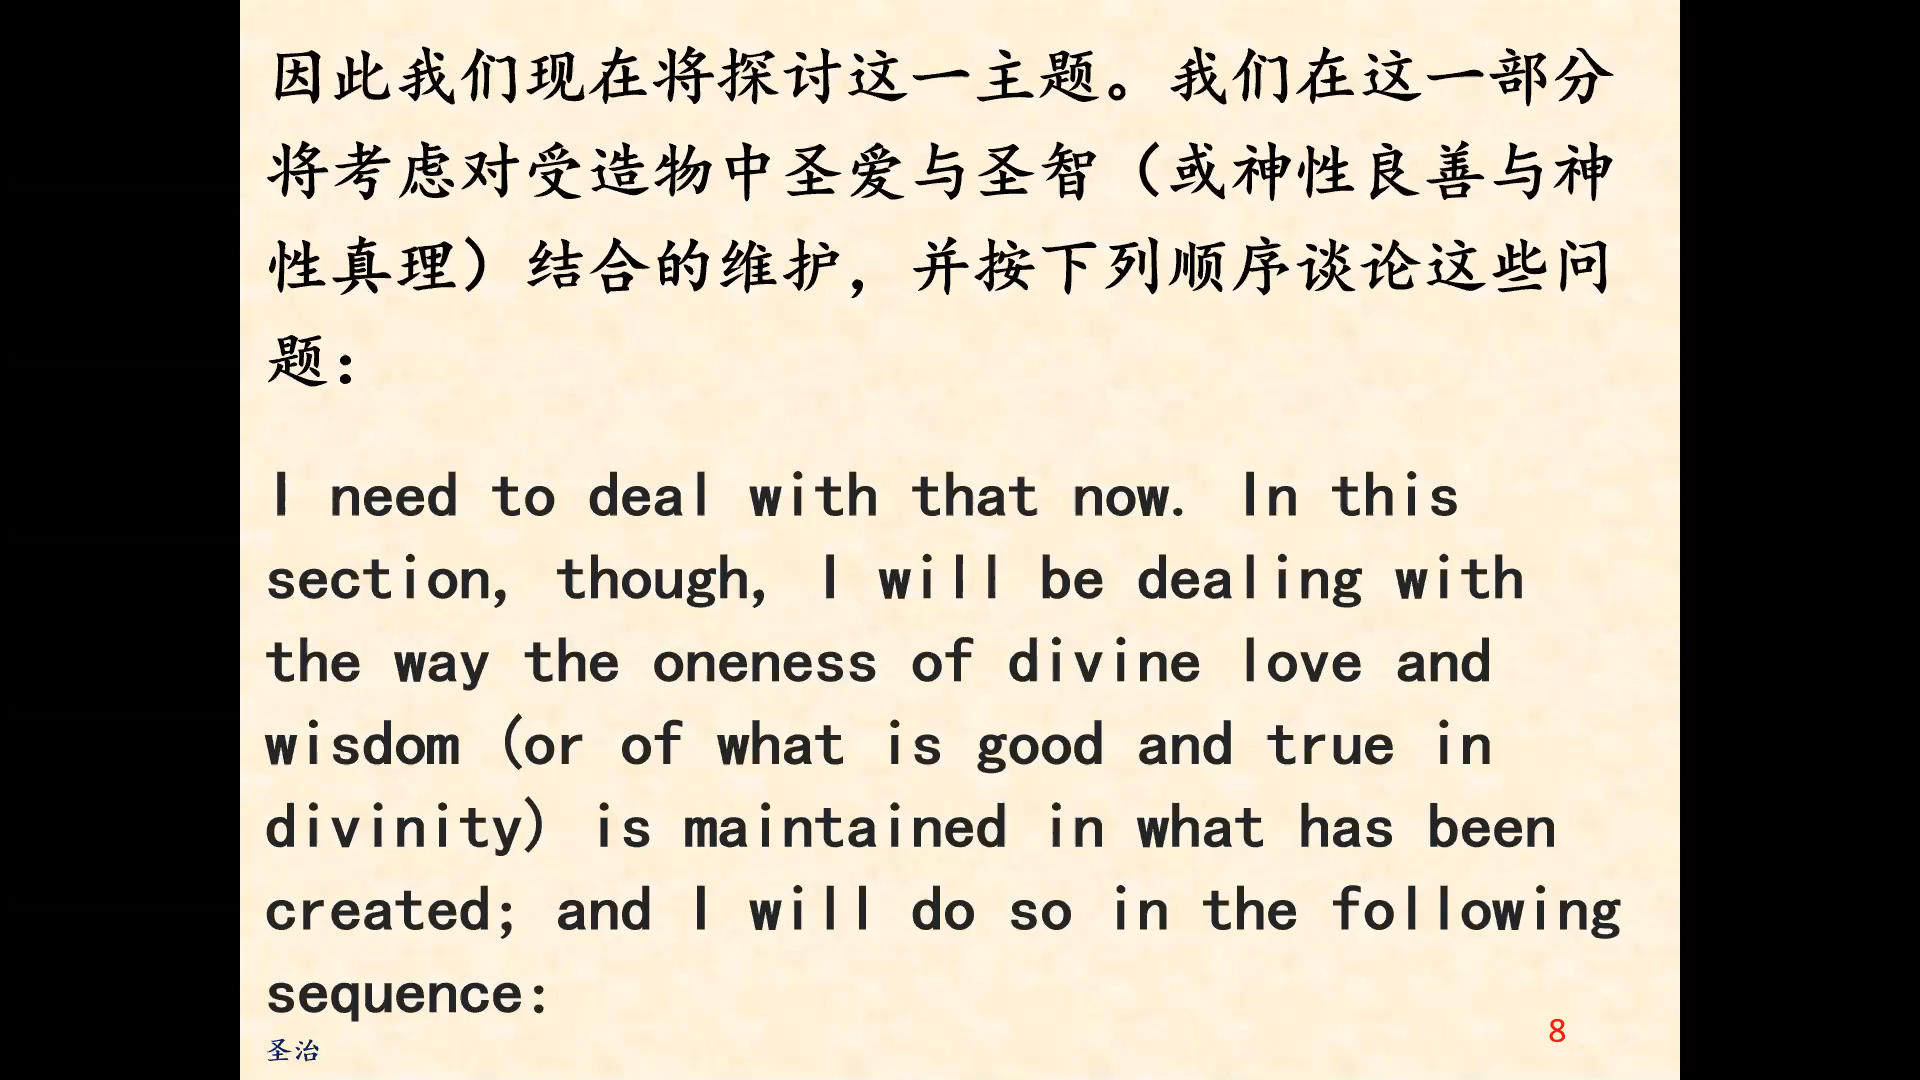 因此我们现在将探讨这一主题。我们在这一部分
将考虑对受造物中圣爱与圣智（或神性良善与神
性真理）结合的维护，并按下列顺序谈论这些问
题：
I need to deal with that now. In this
section, though, I will be dealing with
the way the oneness of divine love and
wisdom (or of what is good and true in
divinity) is maintained in what has been
created; and I will do so in the following
sequence:
圣治
8